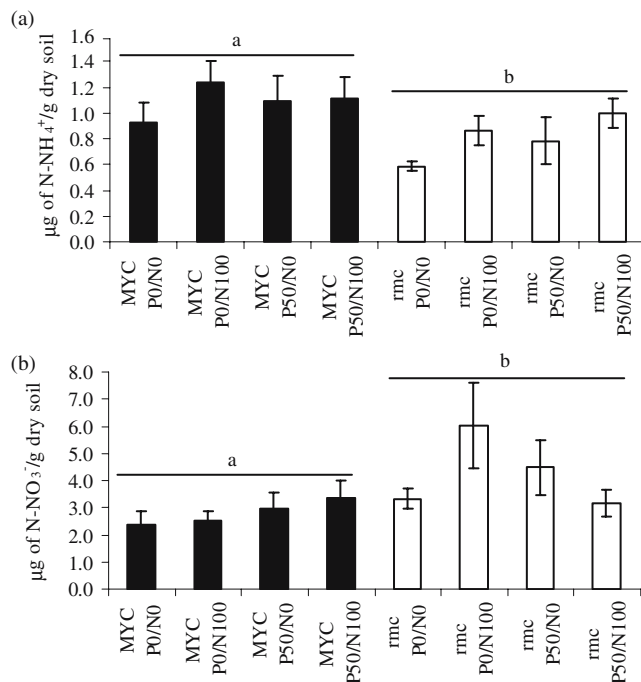 (a)
µg of N-NH₄⁺/g dry soil
1.6
1.4
1.2
1.0
0.8
0.6
0.4
0.2
0.0
a
b
MYC P0/N0
MYC P0/N100
MYC P50/N0
MYC P50/N100
rmc P0/N0
rmc P0/N100
rmc P50/N0
rmc P50/N100
(b)
µg of N-NO₃⁻/g dry soil
8.0
7.0
6.0
5.0
4.0
3.0
2.0
1.0
0.0
a
b
MYC P0/N0
MYC P0/N100
MYC P50/N0
MYC P50/N100
rmc P0/N0
rmc P0/N100
rmc P50/N0
rmc P50/N100